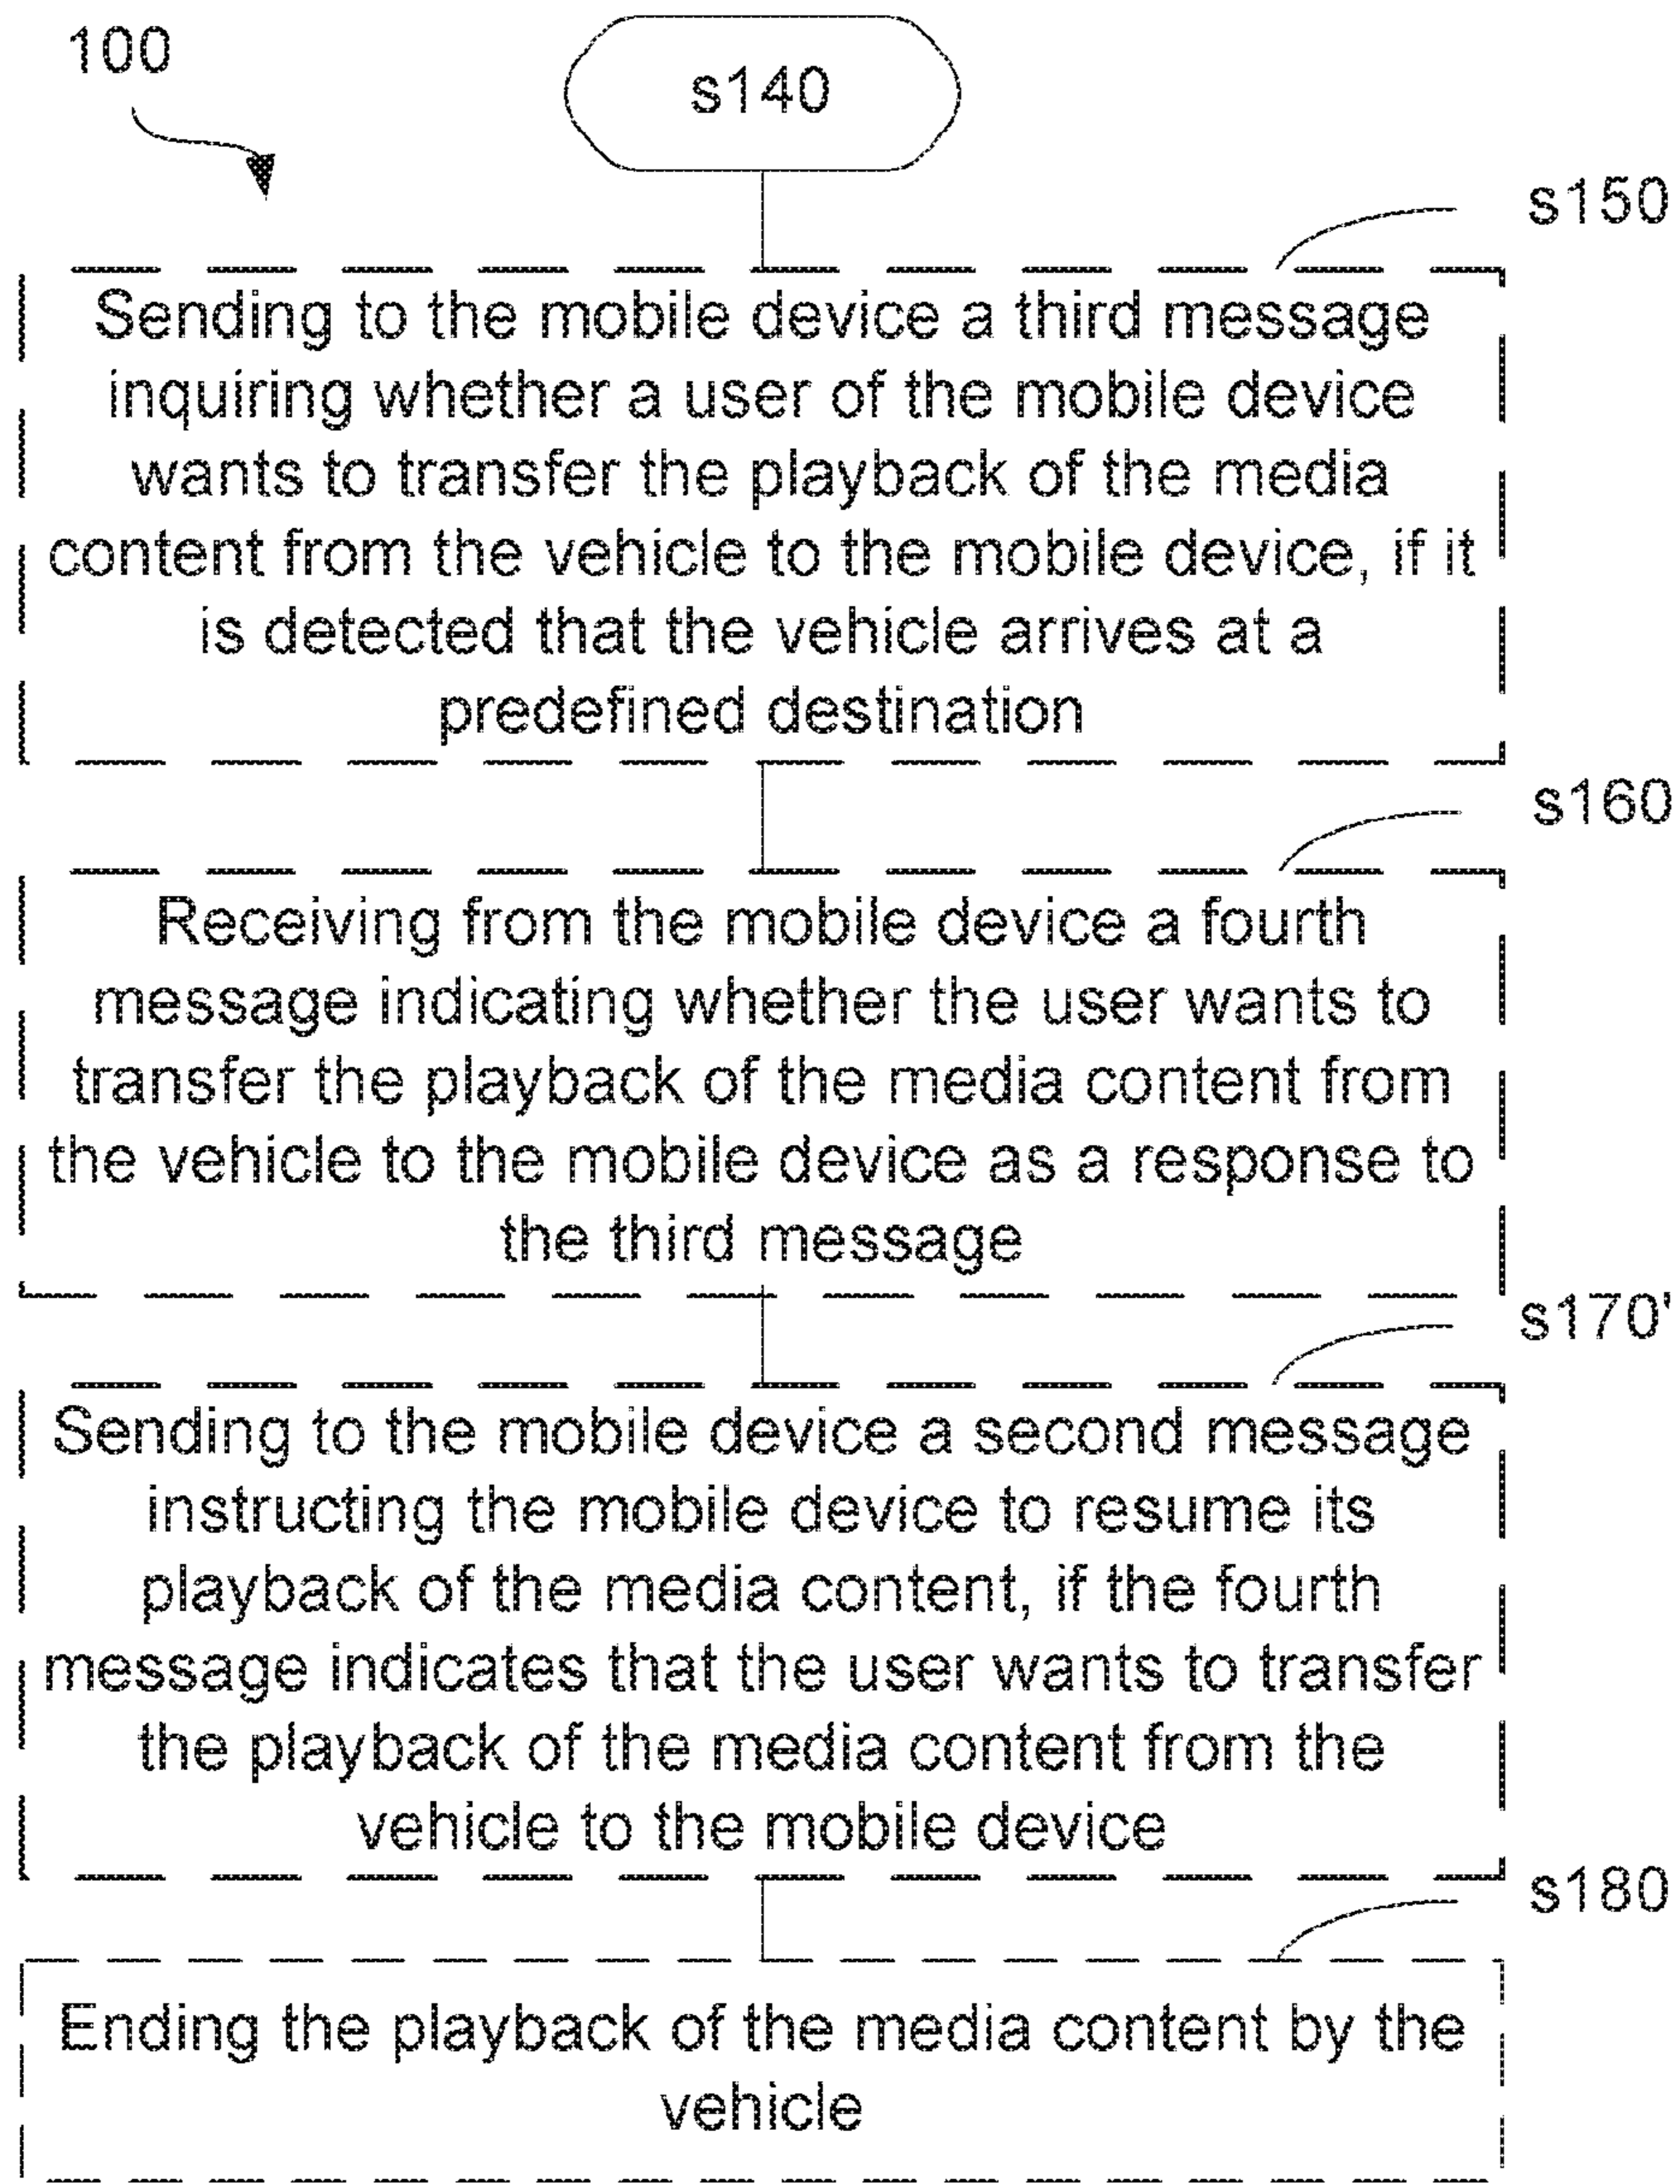 100
s140
s150
Sending to the mobile device a third message
inquiring whether a user of the mobile device
wants to transfer the playback of the media
content from the vehicle to the mobile device, if it
is detected that the vehicle arrives at a
predefined destination
s160
Receiving from the mobile device a fourth
message indicating whether the user wants to
transfer the playback of the media content from
the vehicle to the mobile device as a response to
the third message
s170'
Sending to the mobile device a second message
instructing the mobile device to resume its
playback of the media content, if the fourth
message indicates that the user wants to transfer
the playback of the media content from the
vehicle to the mobile device
s180
Ending the playback of the media content by the
vehicle